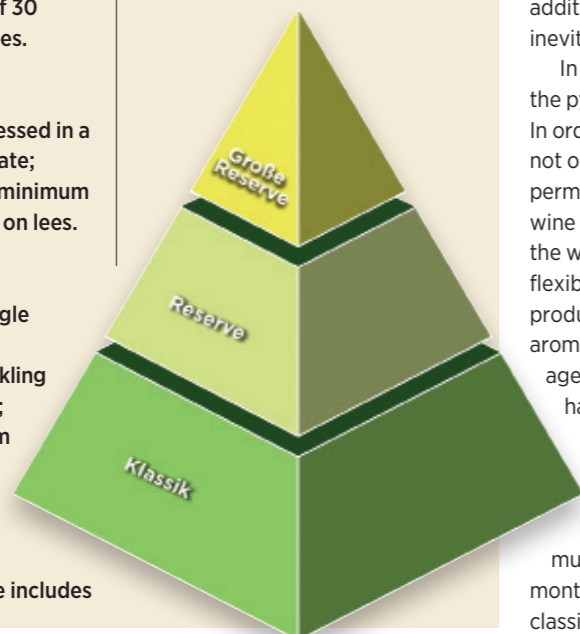 f 30
es.
essed in a
ate;
minimum
on lees.
gle
kling
;
m
e includes
Große
Reserve
Reserve
Klassik
addit
inevit
In
the py
In ord
not o
perm
wine
the w
flexib
produ
arom
age
ha
mu
mont
classi